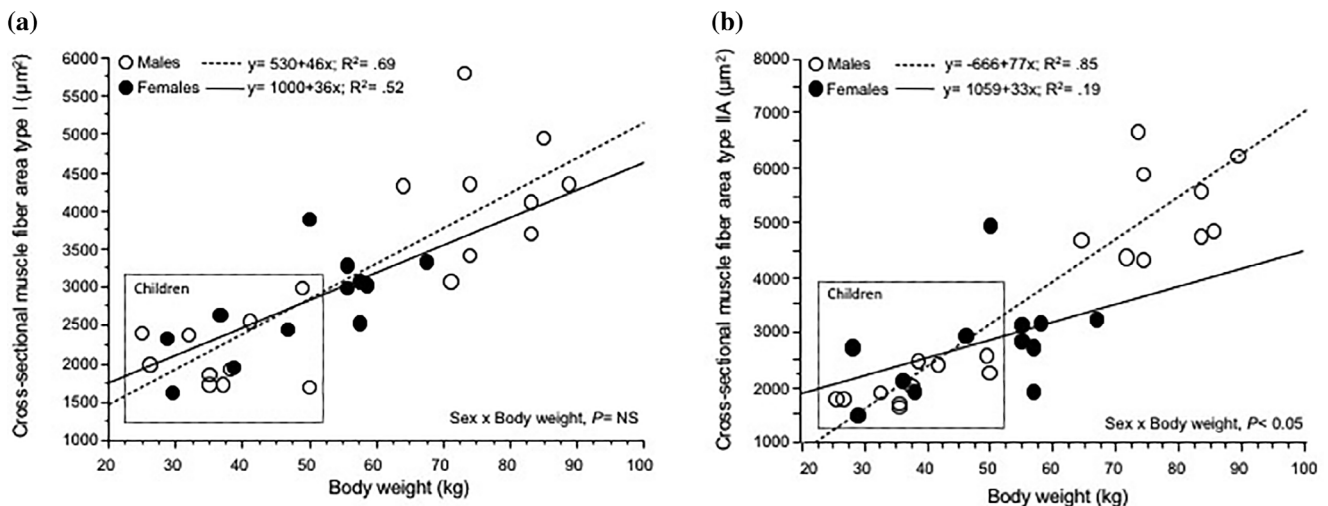 (a)
Cross-sectional muscle fiber area type I (µm²)
6000
5500
5000
4500
4000
3500
3000
2500
2000
1500
1000
Males
y= 530+46x; R²= .69
Females
y= 1000+36x; R²= .52
Children
Sex x Body weight, P= NS
20 30 40 50 60 70 80 90 100
Body weight (kg)
(b)
Cross-sectional muscle fiber area type IIA (µm²)
8000
7000
6000
5000
4000
3000
2000
1000
Males
y= -666+77x; R²= .85
Females
y= 1059+33x; R²= .19
Children
Sex x Body weight, P< 0.05
20 30 40 50 60 70 80 90 100
Body weight (kg)